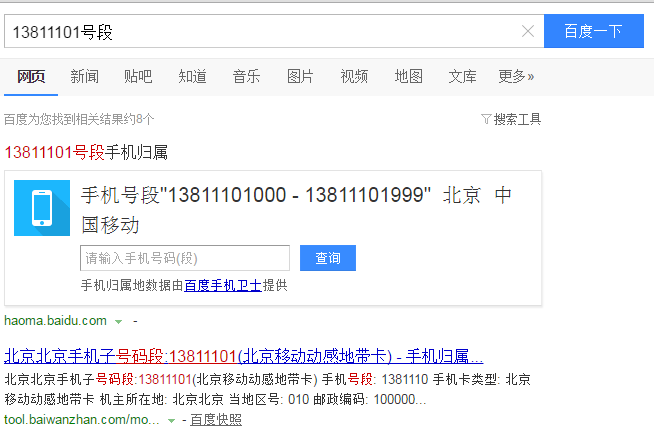 13811101号段
百度一下
网页 新闻 贴吧 知道 音乐 图片 视频 地图 文库 更多»
百度为您找到相关结果约8个 搜索工具
13811101号段手机归属
手机号段"13811101000 - 13811101999" 北京 中
国移动
请输入手机号码(段) 查询
手机归属地数据由百度手机卫士提供
haoma.baidu.com -
北京北京手机子号码段:13811101(北京移动动感地带卡) - 手机归属...
北京北京手机子号码段:13811101(北京移动动感地带卡) 手机号段: 1381110 手机卡类型: 北京
移动动感地带卡 机主所在地: 北京北京 当地区号: 010 邮政编码: 100000...
tool.baiwanzhan.com/mo... - 百度快照